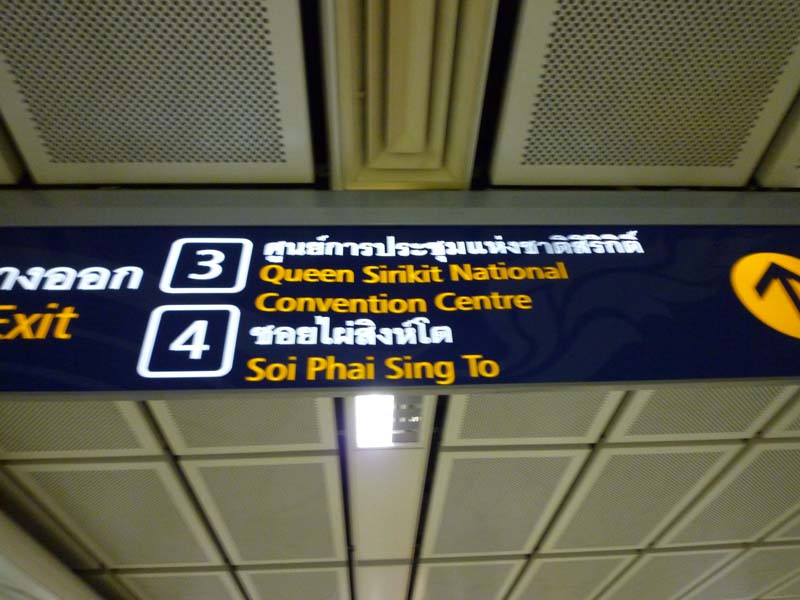 ทางออก
Exit
3
ศูนย์การประชุมแห่งชาติสิริกิติ์
Queen Sirikit National
Convention Centre
4
ซอยไผ่สิงห์โต
Soi Phai Sing To